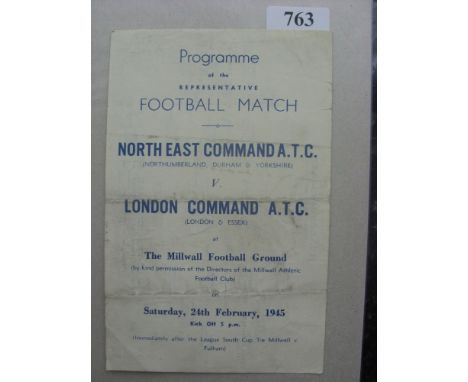 763
Programme
of the
REPRESENTATIVE
FOOTBALL MATCH
NORTH EAST COMMAND A.T.C.
(NORTHUMBERLAND, DURHAM & YORKSHIRE)
V.
LONDON COMMAND A.T.C.
(LONDON & ESSEX)
at
The Millwall Football Ground
(by kind permission of the Directors of the Millwall Athletic
Football Club)
on
Saturday, 24th February, 1945
Kick Off 5 p.m.
(Immediately after the League South Cup Tie Millwall v.
Fulham)